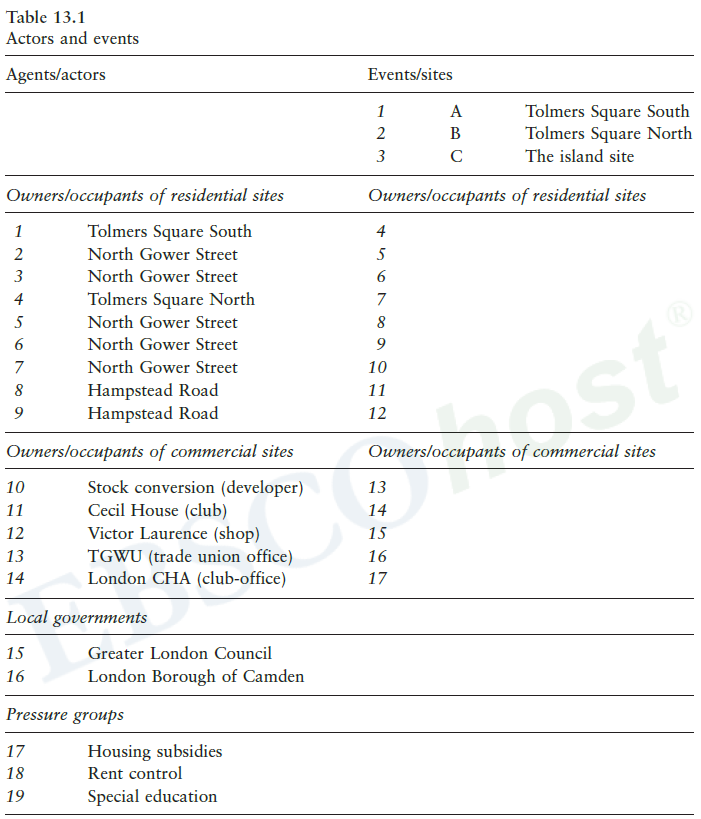 Table 13.1
Actors and events
Agents/actors Events/sites
1 A Tolmers Square South
2 B Tolmers Square North
3 C The island site
Owners/occupants of residential sites Owners/occupants of residential sites
1 Tolmers Square South 4
2 North Gower Street 5
3 North Gower Street 6
4 Tolmers Square North 7
5 North Gower Street 8
6 North Gower Street 9
7 North Gower Street 10
8 Hampstead Road 11
9 Hampstead Road 12
Owners/occupants of commercial sites Owners/occupants of commercial sites
10 Stock conversion (developer) 13
11 Cecil House (club) 14
12 Victor Laurence (shop) 15
13 TGWU (trade union office) 16
14 London CHA (club-office) 17
Local governments
15 Greater London Council
16 London Borough of Camden
Pressure groups
17 Housing subsidies
18 Rent control
19 Special education
EBSCOhost®